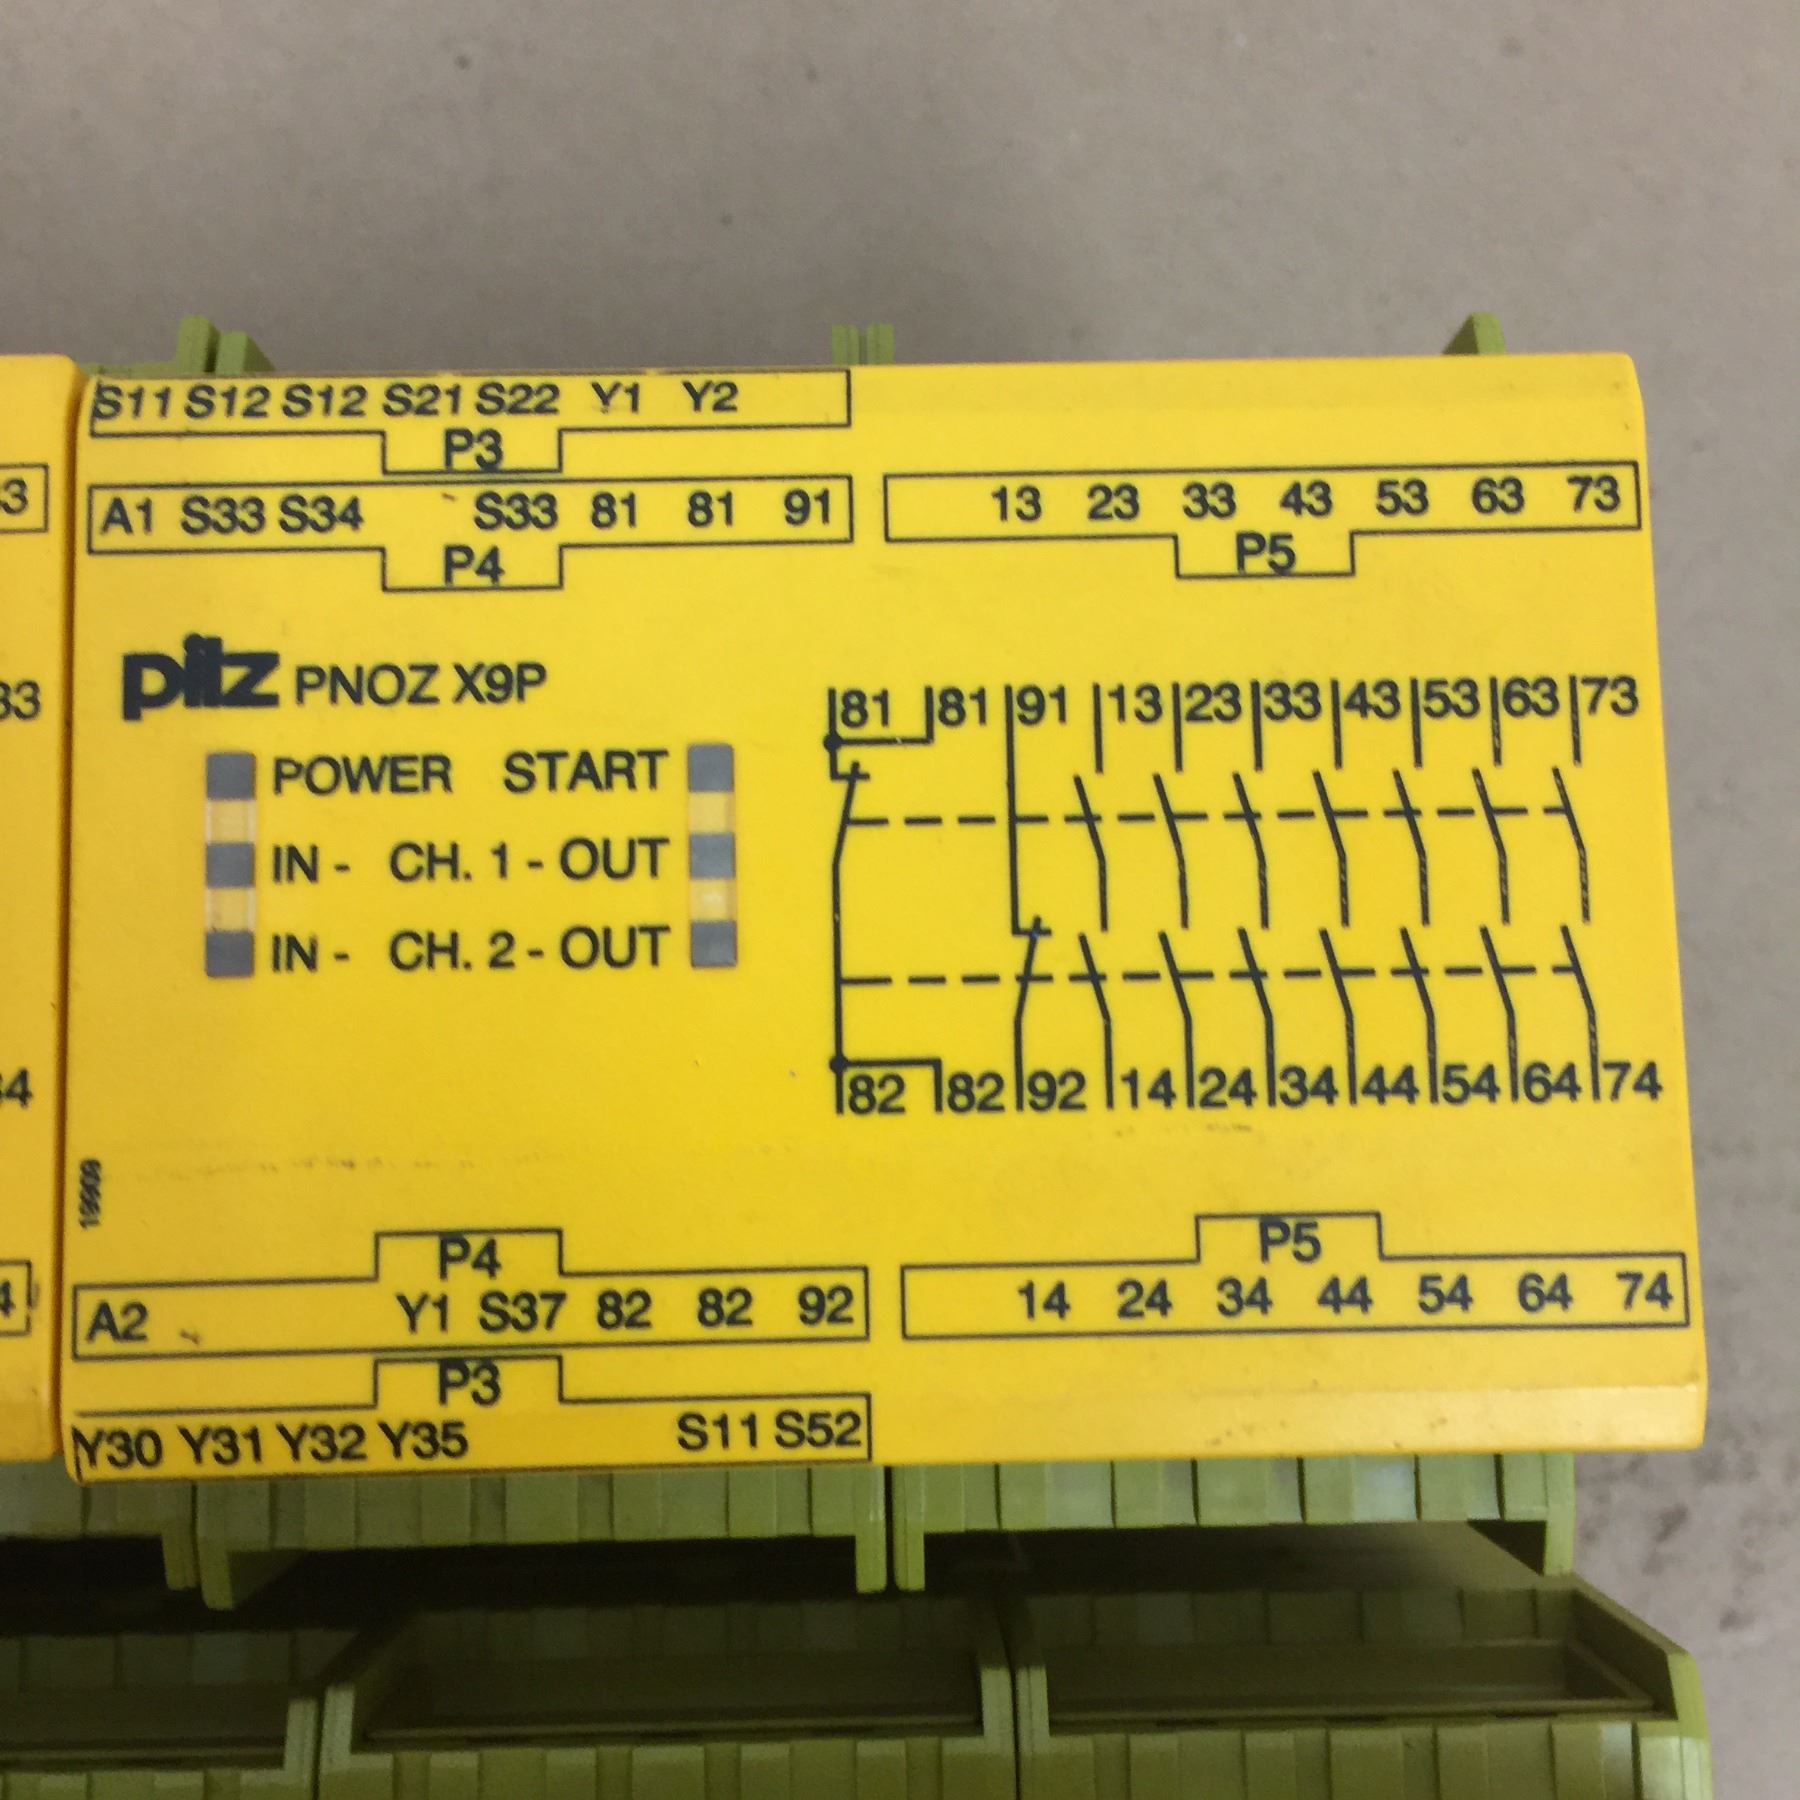 S11 S12 S12 S21 S22 Y1 Y2
P3
A1 S33 S34 S33 81 81 91
P4
13 23 33 43 53 63 73
P5
pilz PNOZ X9P
POWER START
IN - CH. 1 - OUT
IN - CH. 2 - OUT
81 81 91 13 23 33 43 53 63 73
82 82 92 14 24 34 44 54 64 74
P4
A2 Y1 S37 82 82 92
P3
Y30 Y31 Y32 Y35 S11 S52
P5
14 24 34 44 54 64 74